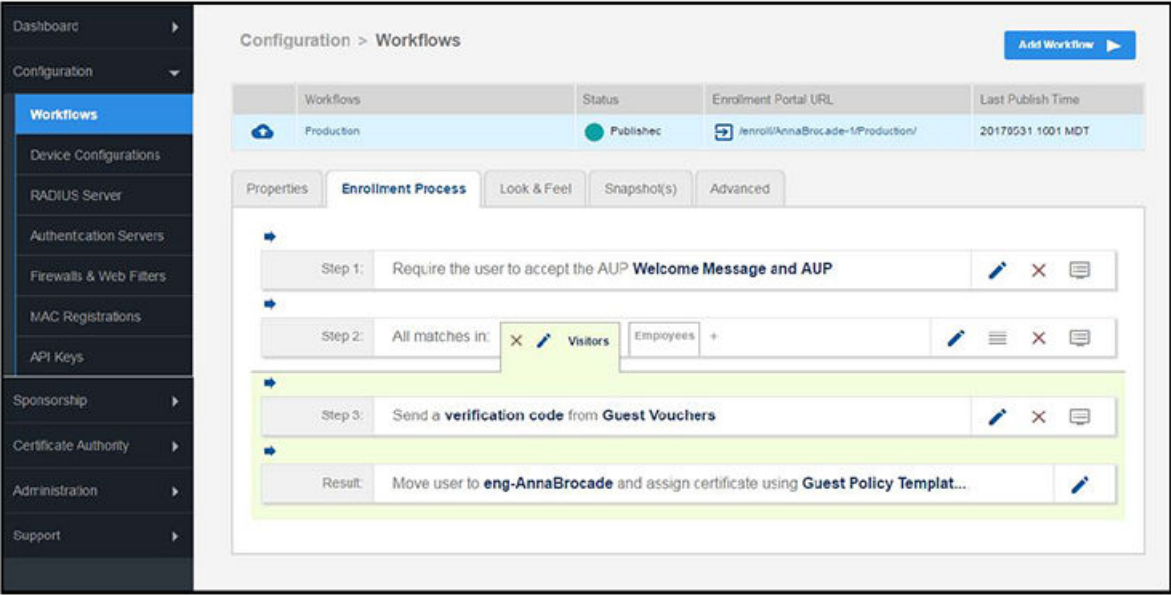 Dashboard
Configuration
Workflows
Device Configurations
RADIUS Server
Authentication Servers
Firewalls & Web Filters
MAC Registrations
API Keys
Sponsorship
Certificate Authority
Administration
Support
Configuration > Workflows
Add Workflow
Workflows Status Enrollment Portal URL Last Publish Time
Production Published /enroll/AnnaBrocade-1/Production/ 20170531 1001 MDT
Properties Enrollment Process Look & Feel Snapshot(s) Advanced
Step 1: Require the user to accept the AUP Welcome Message and AUP
Step 2: All matches in: Visitors Employees +
Step 3: Send a verification code from Guest Vouchers
Result: Move user to eng-AnnaBrocade and assign certificate using Guest Policy Templat...